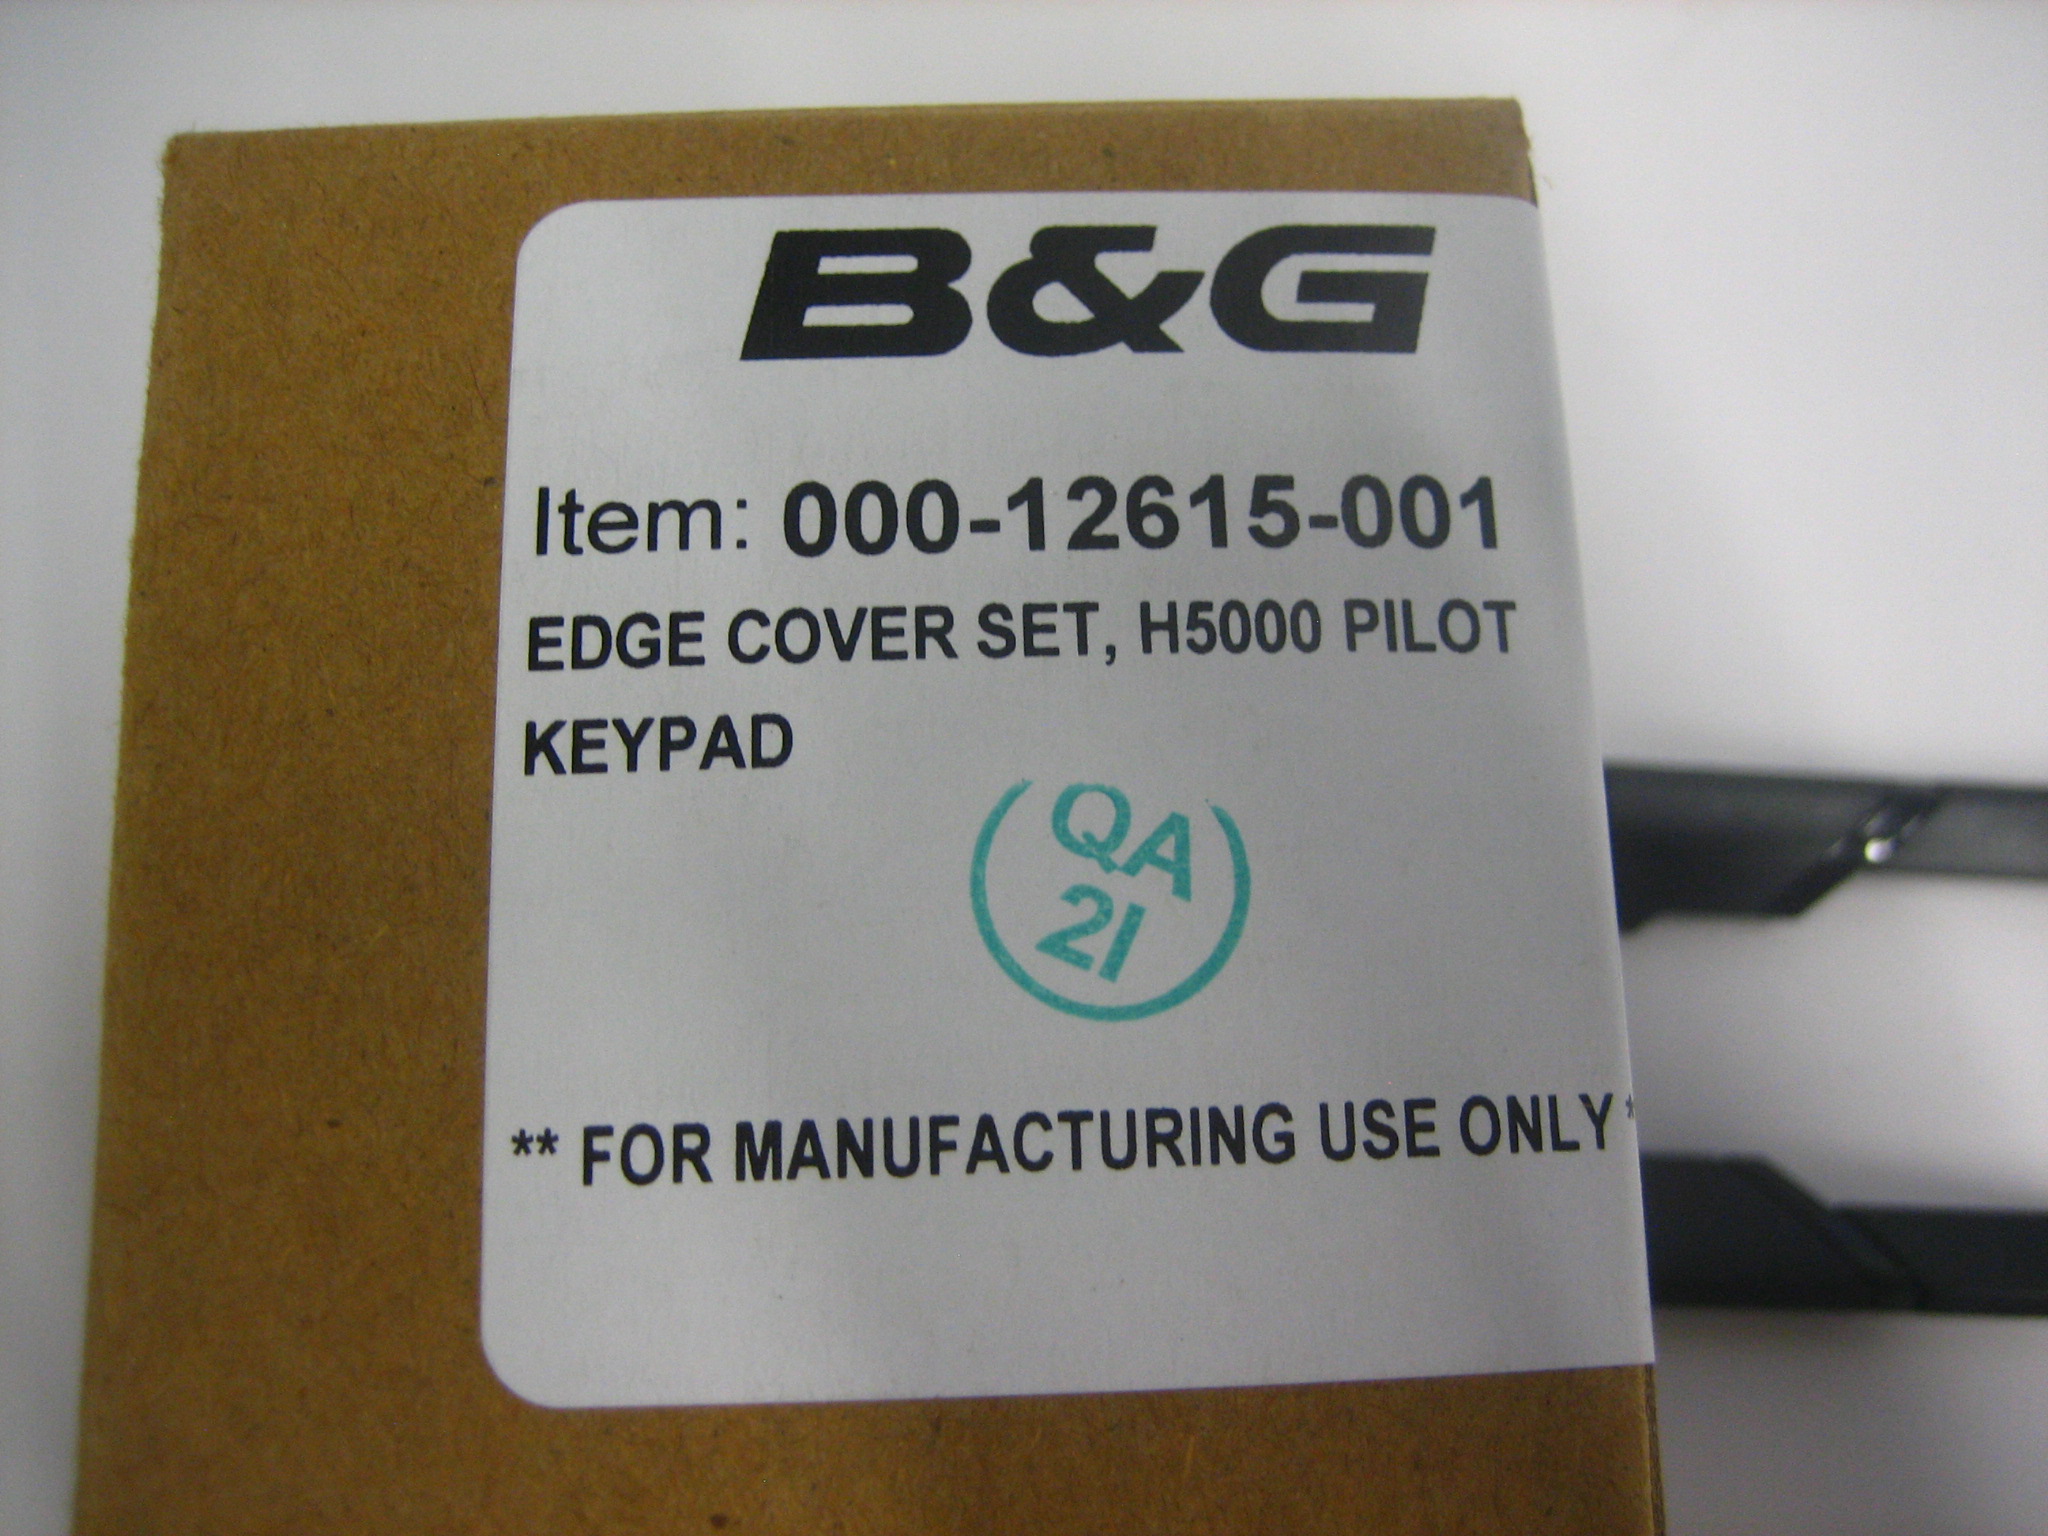 B&G
Item: 000-12615-001
EDGE COVER SET, H5000 PILOT
KEYPAD
QA
21
** FOR MANUFACTURING USE ONLY*